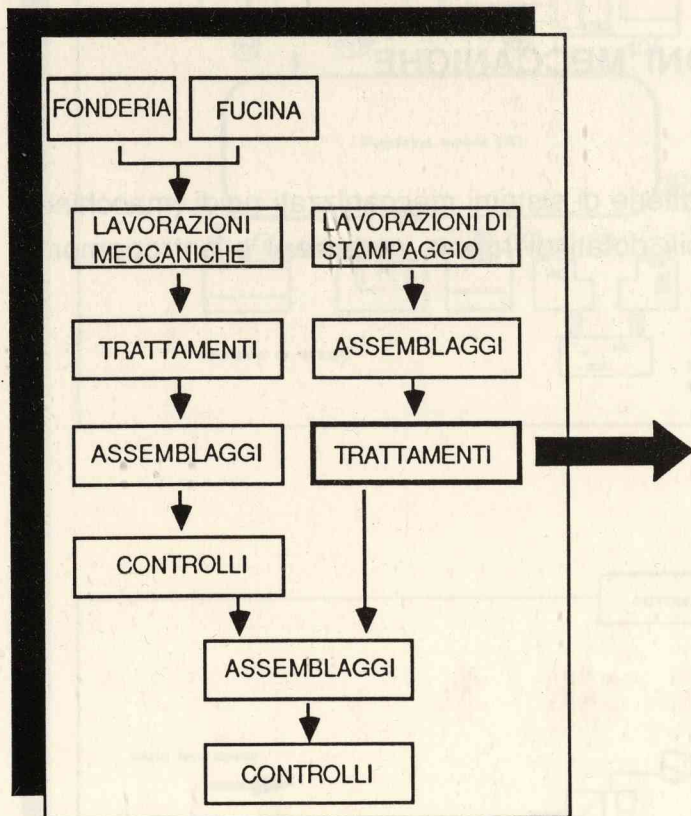 FONDERIA
FUCINA
LAVORAZIONI
MECCANICHE
LAVORAZIONI DI
STAMPAGGIO
TRATTAMENTI
ASSEMBLAGGI
ASSEMBLAGGI
TRATTAMENTI
CONTROLLI
ASSEMBLAGGI
CONTROLLI